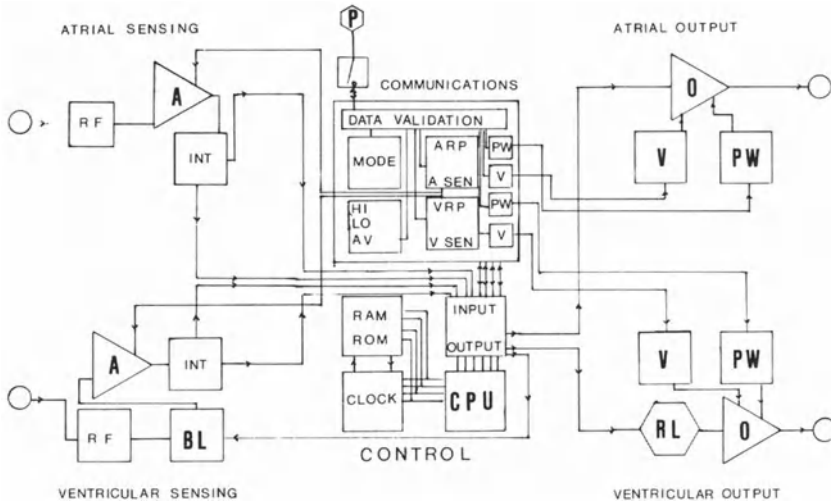 ATRIAL SENSING
P
ATRIAL OUTPUT
COMMUNICATIONS
A
O
RF
DATA VALIDATION
INT
MODE
ARP
A SEN
PW
V
V
PW
HI
LO
AV
VRP
V SEN
PW
V
A
INT
RAM
ROM
INPUT
OUTPUT
V
PW
CLOCK
CPU
RF
BL
RL
O
CONTROL
VENTRICULAR SENSING
VENTRICULAR OUTPUT